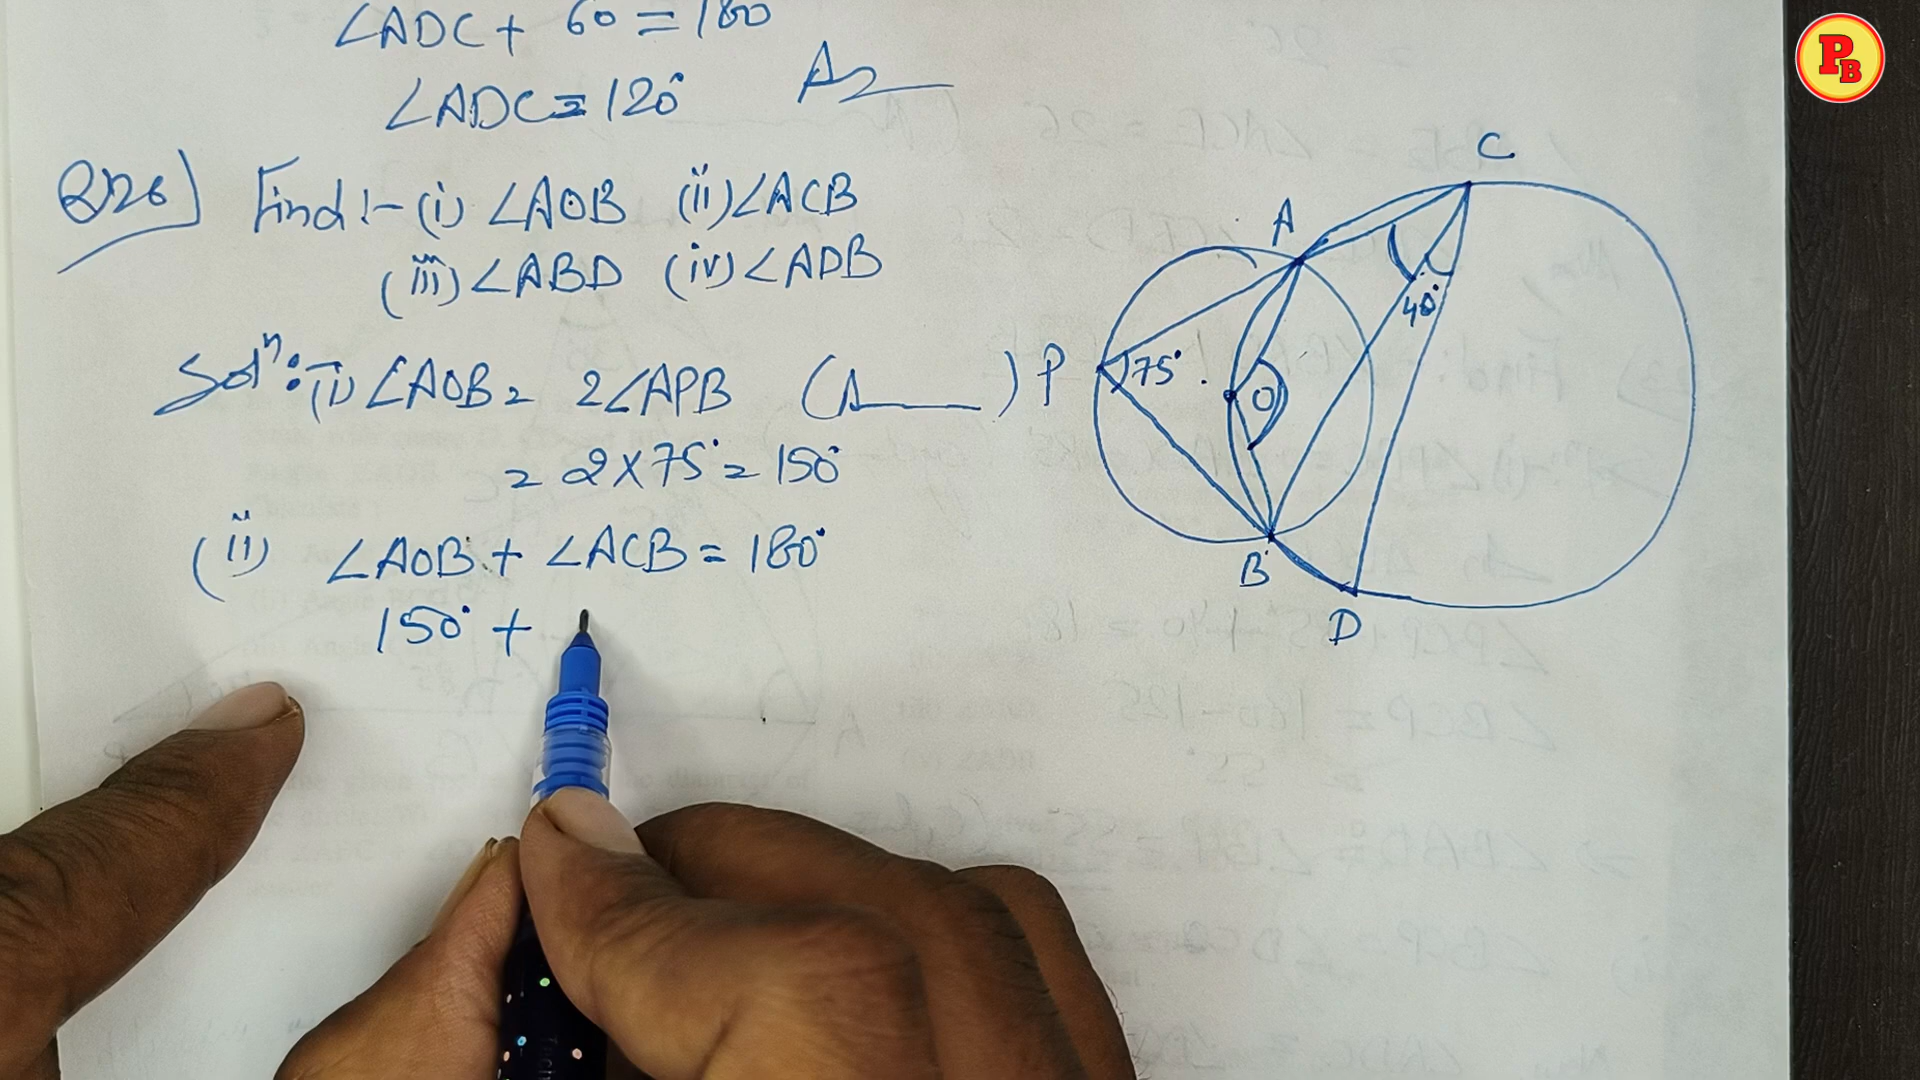 ∠ADC + 60 = 180
∠ADC = 120°
Find :- (i) ∠AOB (ii) ∠ACB
(iii) ∠ABD (iv) ∠ADB
Solⁿ: (i) ∠AOB = 2∠APB
= 2 × 75° = 150°
(ii) ∠AOB + ∠ACB = 180°
150° +
C
A
40°
P
75°
O
B
D
PB